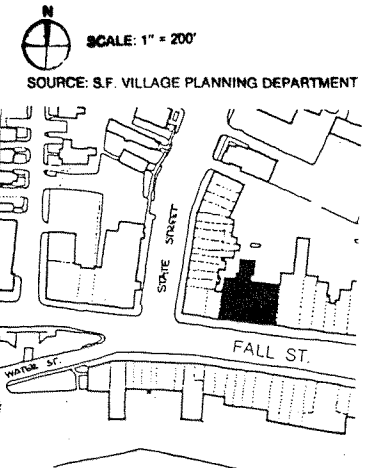 N
SCALE: 1" = 200'
SOURCE: S.F. VILLAGE PLANNING DEPARTMENT
STATE STREET
FALL ST.
WATER ST.